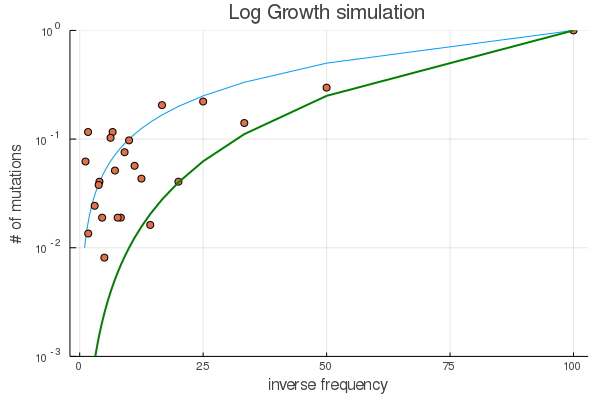 Log Growth simulation
10^0
10^-1
10^-2
10^-3
# of mutations
0 25 50 75 100
inverse frequency